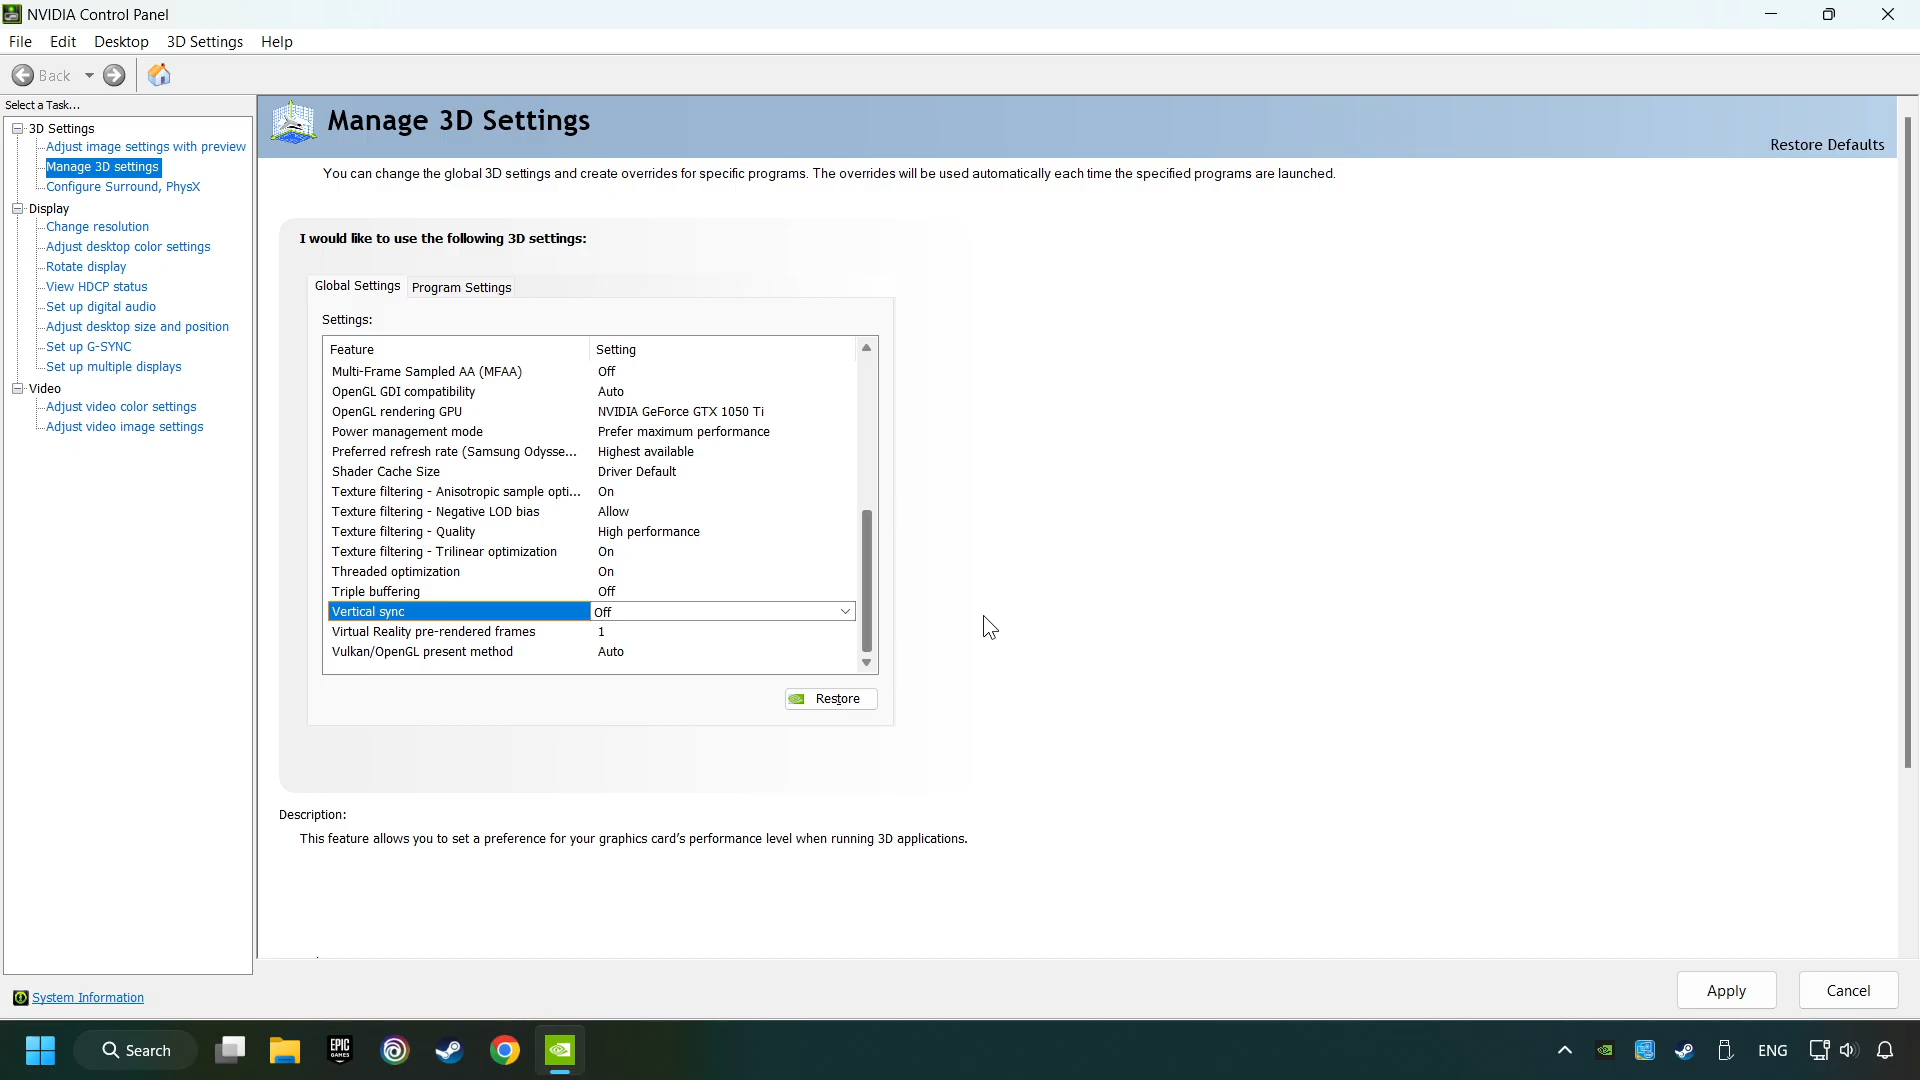 NVIDIA Control Panel
File Edit Desktop 3D Settings Help
Back
Select a Task...
3D Settings
Adjust image settings with preview
Manage 3D settings
Configure Surround, PhysX
Display
Change resolution
Adjust desktop color settings
Rotate display
View HDCP status
Set up digital audio
Adjust desktop size and position
Set up G-SYNC
Set up multiple displays
Video
Adjust video color settings
Adjust video image settings
System Information
Manage 3D Settings
Restore Defaults
You can change the global 3D settings and create overrides for specific programs. The overrides will be used automatically each time the specified programs are launched.
I would like to use the following 3D settings:
Global Settings Program Settings
Settings:
Feature Setting
Multi-Frame Sampled AA (MFAA) Off
OpenGL GDI compatibility Auto
OpenGL rendering GPU NVIDIA GeForce GTX 1050 Ti
Power management mode Prefer maximum performance
Preferred refresh rate (Samsung Odysse... Highest available
Shader Cache Size Driver Default
Texture filtering - Anisotropic sample opti... On
Texture filtering - Negative LOD bias Allow
Texture filtering - Quality High performance
Texture filtering - Trilinear optimization On
Threaded optimization On
Triple buffering Off
Vertical sync Off
Virtual Reality pre-rendered frames 1
Vulkan/OpenGL present method Auto
Restore
Description:
This feature allows you to set a preference for your graphics card's performance level when running 3D applications.
Apply Cancel
Search
EPIC GAMES
ENG